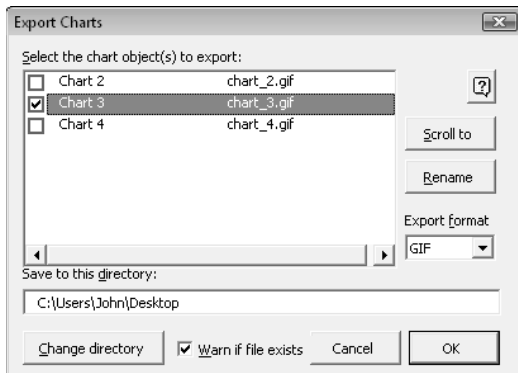 Export Charts
Select the chart object(s) to export:
Chart 2 chart_2.gif
Chart 3 chart_3.gif
Chart 4 chart_4.gif
?
Scroll to
Rename
Export format
GIF
Save to this directory:
C:\Users\John\Desktop
Change directory Warn if file exists Cancel OK